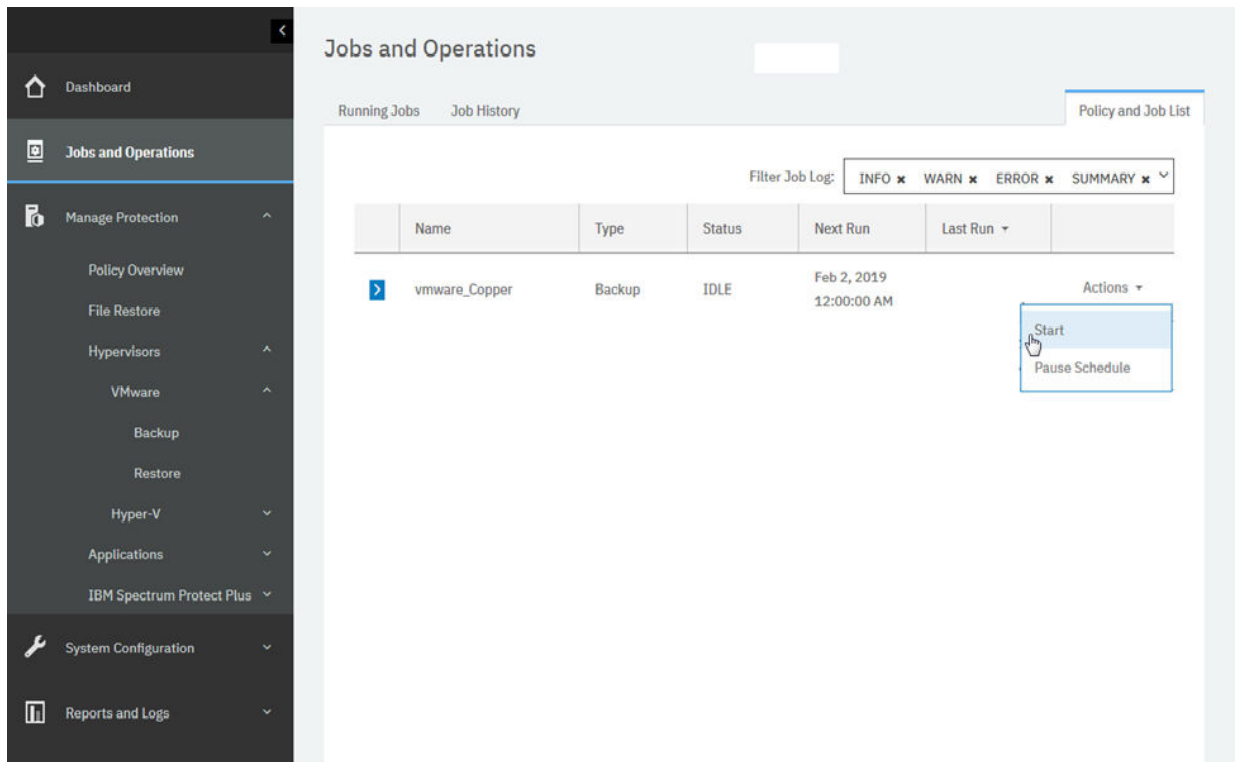 Dashboard
Jobs and Operations
Manage Protection
Policy Overview
File Restore
Hypervisors
VMware
Backup
Restore
Hyper-V
Applications
IBM Spectrum Protect Plus
System Configuration
Reports and Logs
Jobs and Operations
Running Jobs Job History Policy and Job List
Filter Job Log: INFO × WARN × ERROR × SUMMARY ×
Name Type Status Next Run Last Run
vmware_Copper Backup IDLE Feb 2, 2019 Actions
12:00:00 AM
Start
Pause Schedule